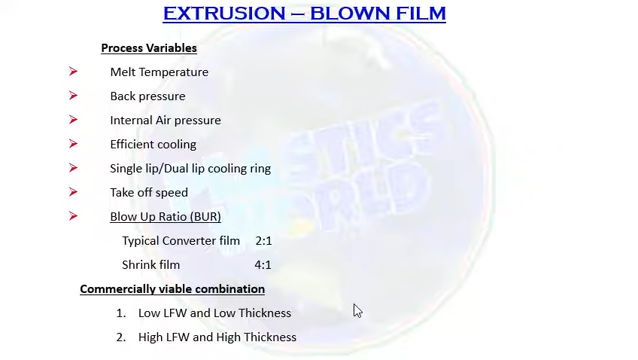 EXTRUSION – BLOWN FILM
Process Variables
Melt Temperature
Back pressure
Internal Air pressure
Efficient cooling
Single lip/Dual lip cooling ring
Take off speed
Blow Up Ratio (BUR)
Typical Converter film 2:1
Shrink film 4:1
Commercially viable combination
1. Low LFW and Low Thickness
2. High LFW and High Thickness
PLASTICS
WORLD